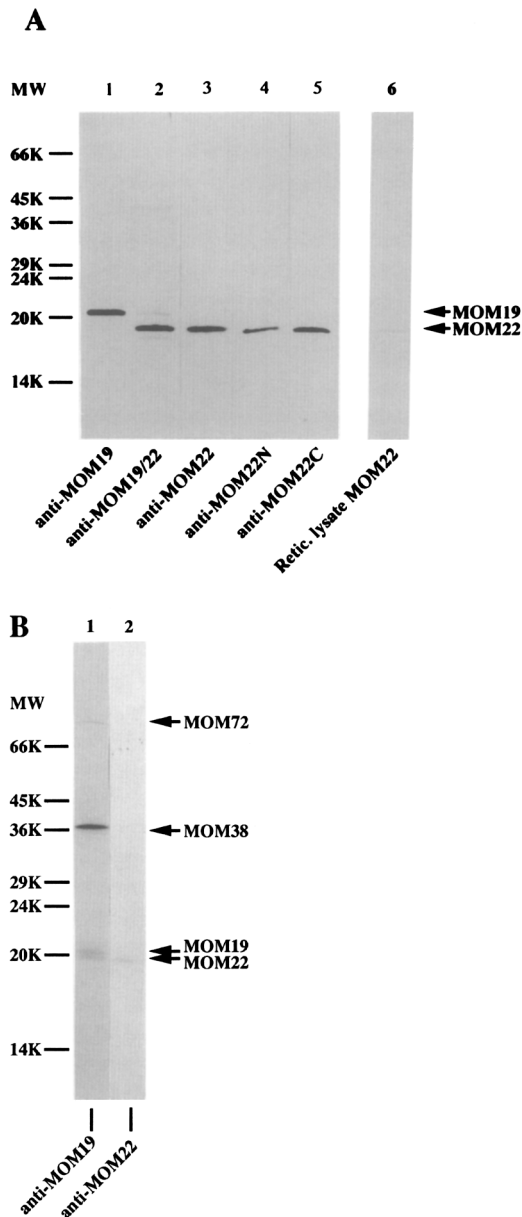 A
MW 1 2 3 4 5 6
66K
45K
36K
29K
24K
20K
14K
MOM19
MOM22
anti-MOM19
anti-MOM19/22
anti-MOM22
anti-MOM22N
anti-MOM22C
Retic. lysate MOM22
B
1 2
MW
MOM72
66K
45K
36K
MOM38
29K
24K
MOM19
20K
MOM22
14K
anti-MOM19
anti-MOM22